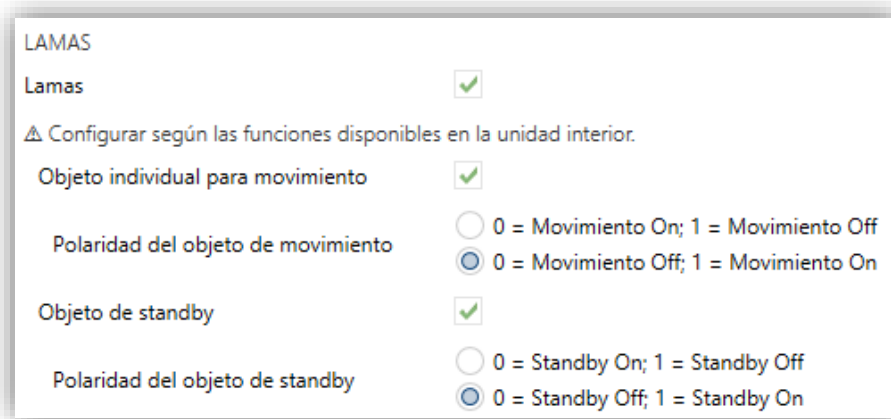 LAMAS
Lamas
⚠ Configurar según las funciones disponibles en la unidad interior.
Objeto individual para movimiento
0 = Movimiento On; 1 = Movimiento Off
Polaridad del objeto de movimiento
0 = Movimiento Off; 1 = Movimiento On
Objeto de standby
0 = Standby On; 1 = Standby Off
Polaridad del objeto de standby
0 = Standby Off; 1 = Standby On